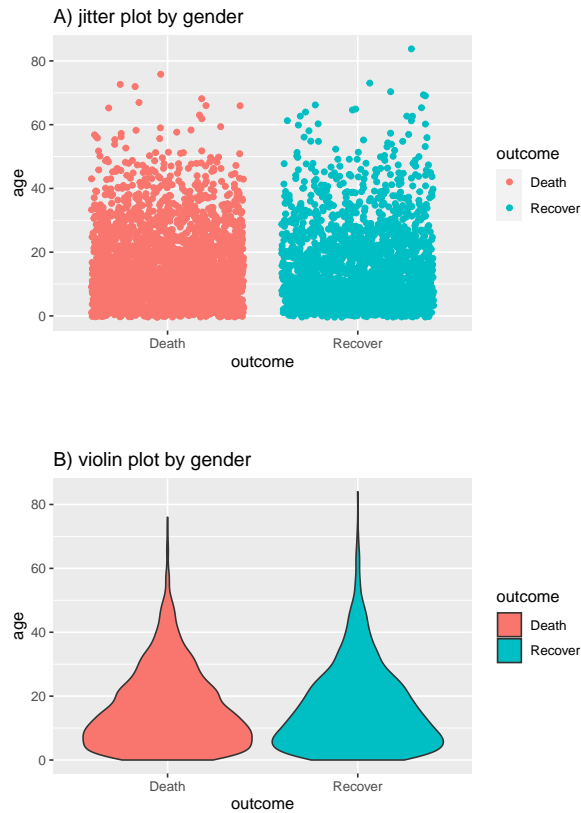 A) jitter plot by gender
80
60
40
20
0
age
Death
Recover
outcome
outcome
Death
Recover
B) violin plot by gender
80
60
40
20
0
age
Death
Recover
outcome
outcome
Death
Recover